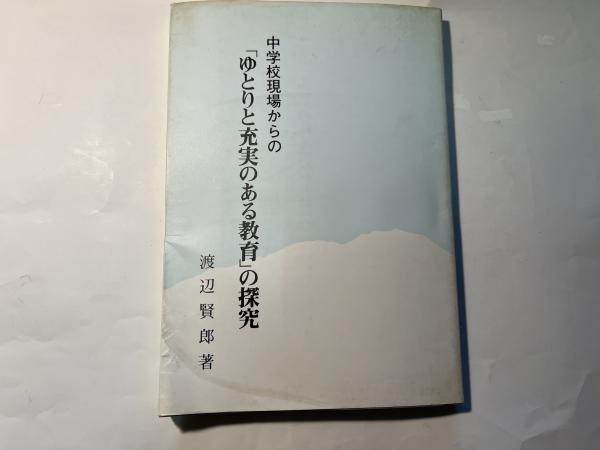 中学校現場からの
「ゆとりと充実のある教育」の探究
渡辺賢郎著